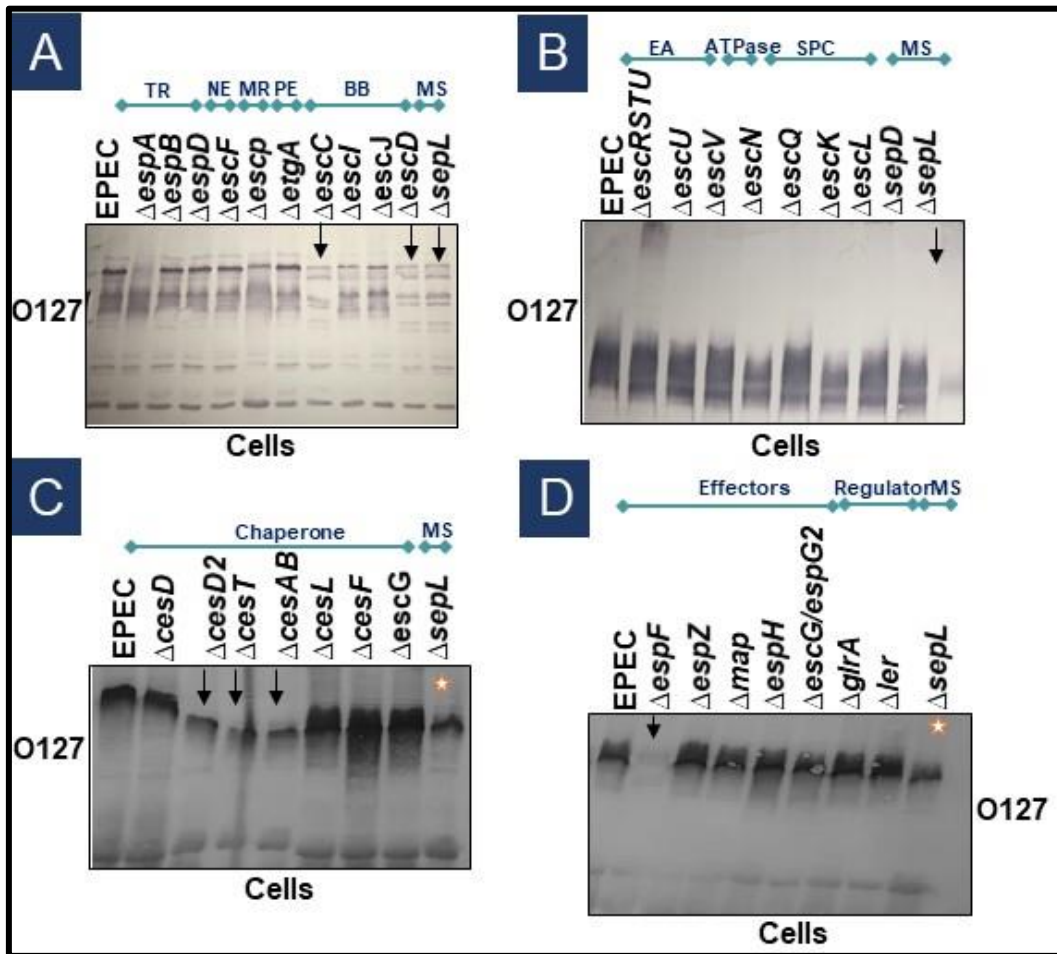 A
TR NE MR PE BB MS
EPEC
ΔespA
ΔespB
ΔespD
ΔescF
Δescp
ΔetgA
ΔescC
ΔescI
ΔescJ
ΔescD
ΔsepL
O127
Cells
B
EA ATPase SPC MS
EPEC
ΔescRSTU
ΔescU
ΔescV
ΔescN
ΔescQ
ΔescK
ΔescL
ΔsepD
ΔsepL
O127
Cells
C
Chaperone MS
EPEC
ΔcesD
ΔcesD2
ΔcesT
ΔcesAB
ΔcesL
ΔcesF
ΔescG
ΔsepL
O127
Cells
D
Effectors Regulator MS
EPEC
ΔespF
ΔespZ
Δmap
ΔespH
ΔescG/espG2
ΔglrA
Δler
ΔsepL
O127
Cells